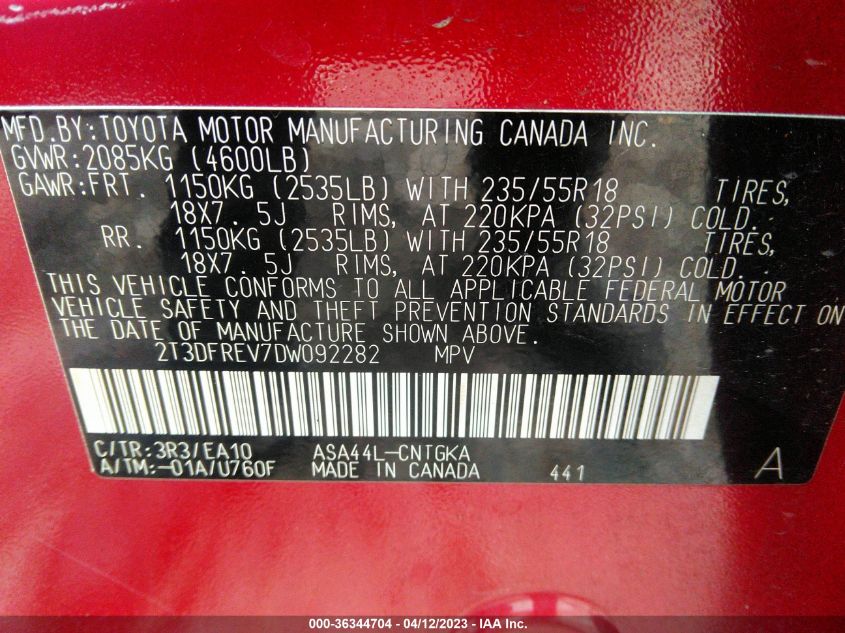 MFD.BY:TOYOTA MOTOR MANUFACTURING CANADA INC.
GVWR:2085KG (4600LB)
GAWR:FRT. 1150KG (2535LB) WITH 235/55R18 TIRES,
18X7. 5J RIMS, AT 220KPA (32PSI) COLD.
RR. 1150KG (2535LB) WITH 235/55R18 TIRES,
18X7. 5J RIMS, AT 220KPA (32PSI) COLD.
THIS VEHICLE CONFORMS TO ALL APPLICABLE FEDERAL MOTOR
VEHICLE SAFETY AND THEFT PREVENTION STANDARDS IN EFFECT ON
THE DATE OF MANUFACTURE SHOWN ABOVE.
2T3DFREV7DW092282 MPV
C/TR:3R3/EA10 ASA44L-CNTGKA
A/TM:-01A/U760F MADE IN CANADA 441 A
000-36344704 - 04/12/2023 - IAA Inc.